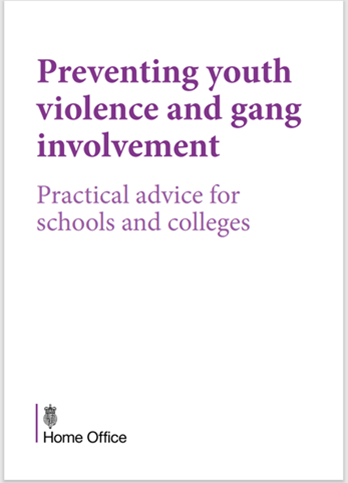 Preventing youth
violence and gang
involvement
Practical advice for
schools and colleges
Home Office